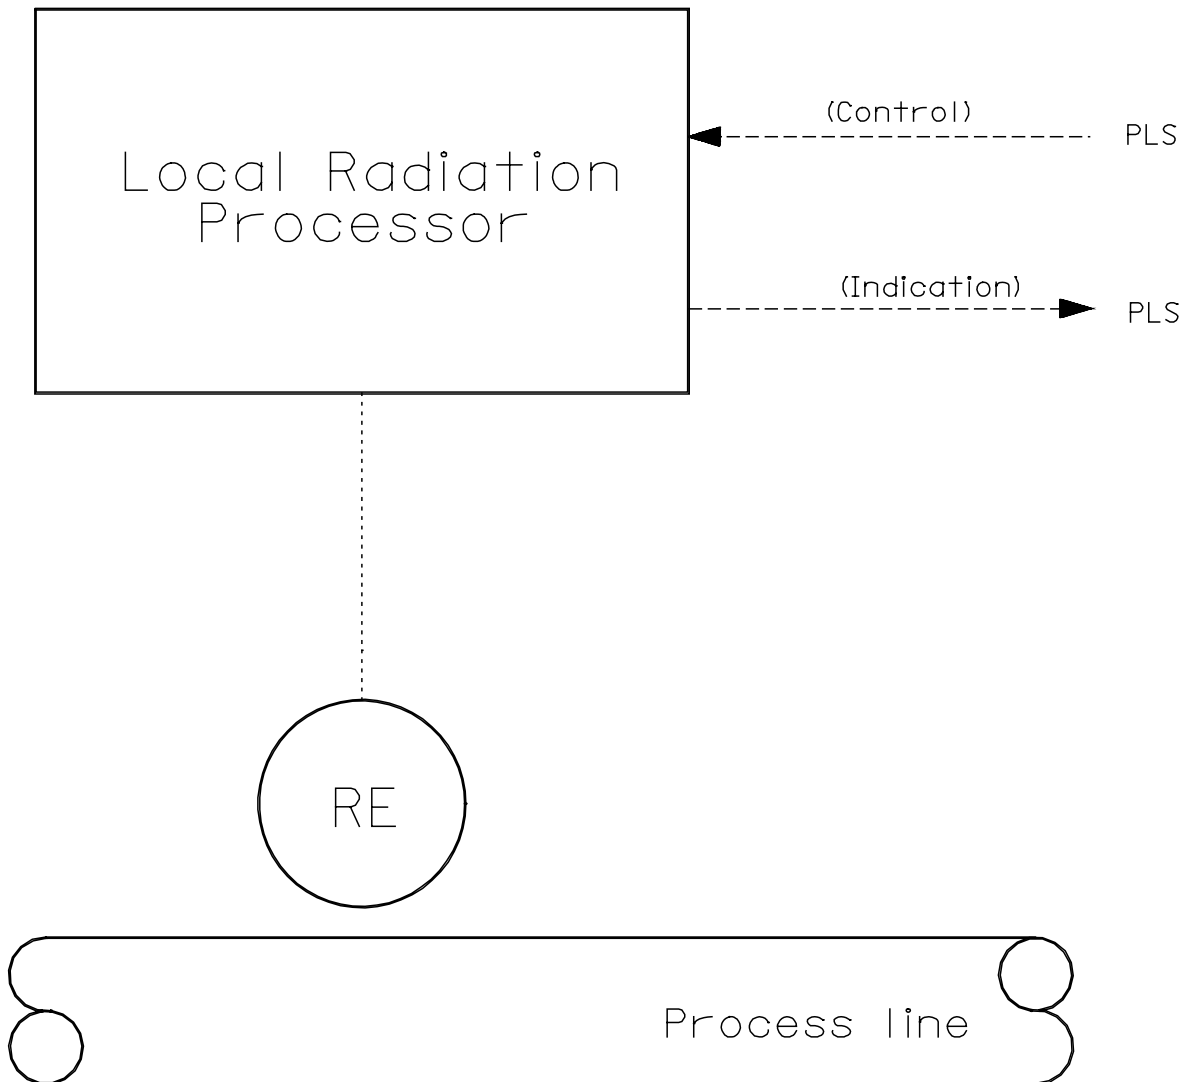 Local Radiation
Processor
(Control)
PLS
(Indication)
PLS
RE
Process line